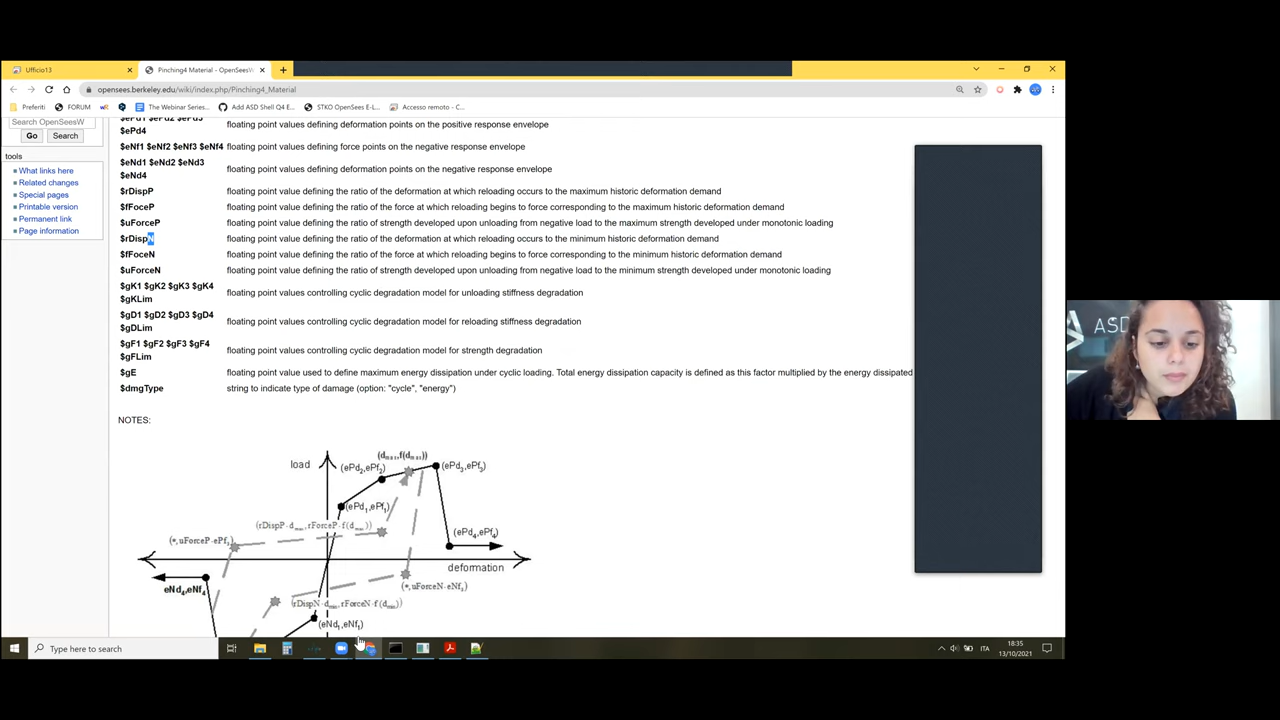 Ufficio13
Pinching4 Material - OpenSeesW
opensees.berkeley.edu/wiki/index.php/Pinching4_Material
Preferiti
FORUM
The Webinar Series...
Add ASD Shell Q4 E...
STKO OpenSees E-L...
Accesso remoto - C...
Search OpenSeesW
Go
Search
tools
What links here
Related changes
Special pages
Printable version
Permanent link
Page information
$ePd1 $ePd2 $ePd3
$ePd4
floating point values defining deformation points on the positive response envelope
$eNf1 $eNf2 $eNf3 $eNf4 floating point values defining force points on the negative response envelope
$eNd1 $eNd2 $eNd3
$eNd4
floating point values defining deformation points on the negative response envelope
$rDispP floating point value defining the ratio of the deformation at which reloading occurs to the maximum historic deformation demand
$fFoceP floating point value defining the ratio of the force at which reloading begins to force corresponding to the maximum historic deformation demand
$uForceP floating point value defining the ratio of strength developed upon unloading from negative load to the maximum strength developed under monotonic loading
$rDispN floating point value defining the ratio of the deformation at which reloading occurs to the minimum historic deformation demand
$fFoceN floating point value defining the ratio of the force at which reloading begins to force corresponding to the minimum historic deformation demand
$uForceN floating point value defining the ratio of strength developed upon unloading from negative load to the minimum strength developed under monotonic loading
$gK1 $gK2 $gK3 $gK4
$gKLim
floating point values controlling cyclic degradation model for unloading stiffness degradation
$gD1 $gD2 $gD3 $gD4
$gDLim
floating point values controlling cyclic degradation model for reloading stiffness degradation
$gF1 $gF2 $gF3 $gF4
$gFLim
floating point values controlling cyclic degradation model for strength degradation
$gE floating point value used to define maximum energy dissipation under cyclic loading. Total energy dissipation capacity is defined as this factor multiplied by the energy dissipated
$dmgType string to indicate type of damage (option: "cycle", "energy")
NOTES:
load
(ePd2,ePf2)
(ePd3,ePf3)
(ePd1,ePf1)
(ePd4,ePf4)
deformation
(*,uForceP·ePf3)
(*,uForceN·eNf3)
eNd4,eNf4
(eNd1,eNf1)
Type here to search
ITA
18:35
13/10/2021
ASD